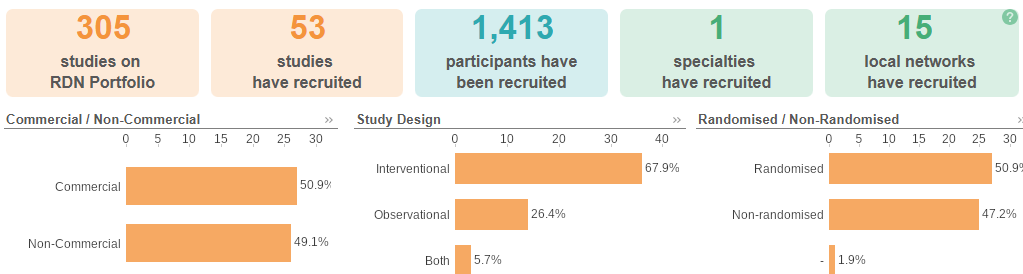 305
studies on
RDN Portfolio
53
studies
have recruited
1,413
participants have
been recruited
1
specialties
have recruited
15
local networks
have recruited
?
Commercial / Non-Commercial »
0 5 10 15 20 25 30
Commercial 50.9%
Non-Commercial 49.1%
Study Design »
0 10 20 30 40
Interventional 67.9%
Observational 26.4%
Both 5.7%
Randomised / Non-Randomised »
0 5 10 15 20 25 30
Randomised 50.9%
Non-randomised 47.2%
- 1.9%